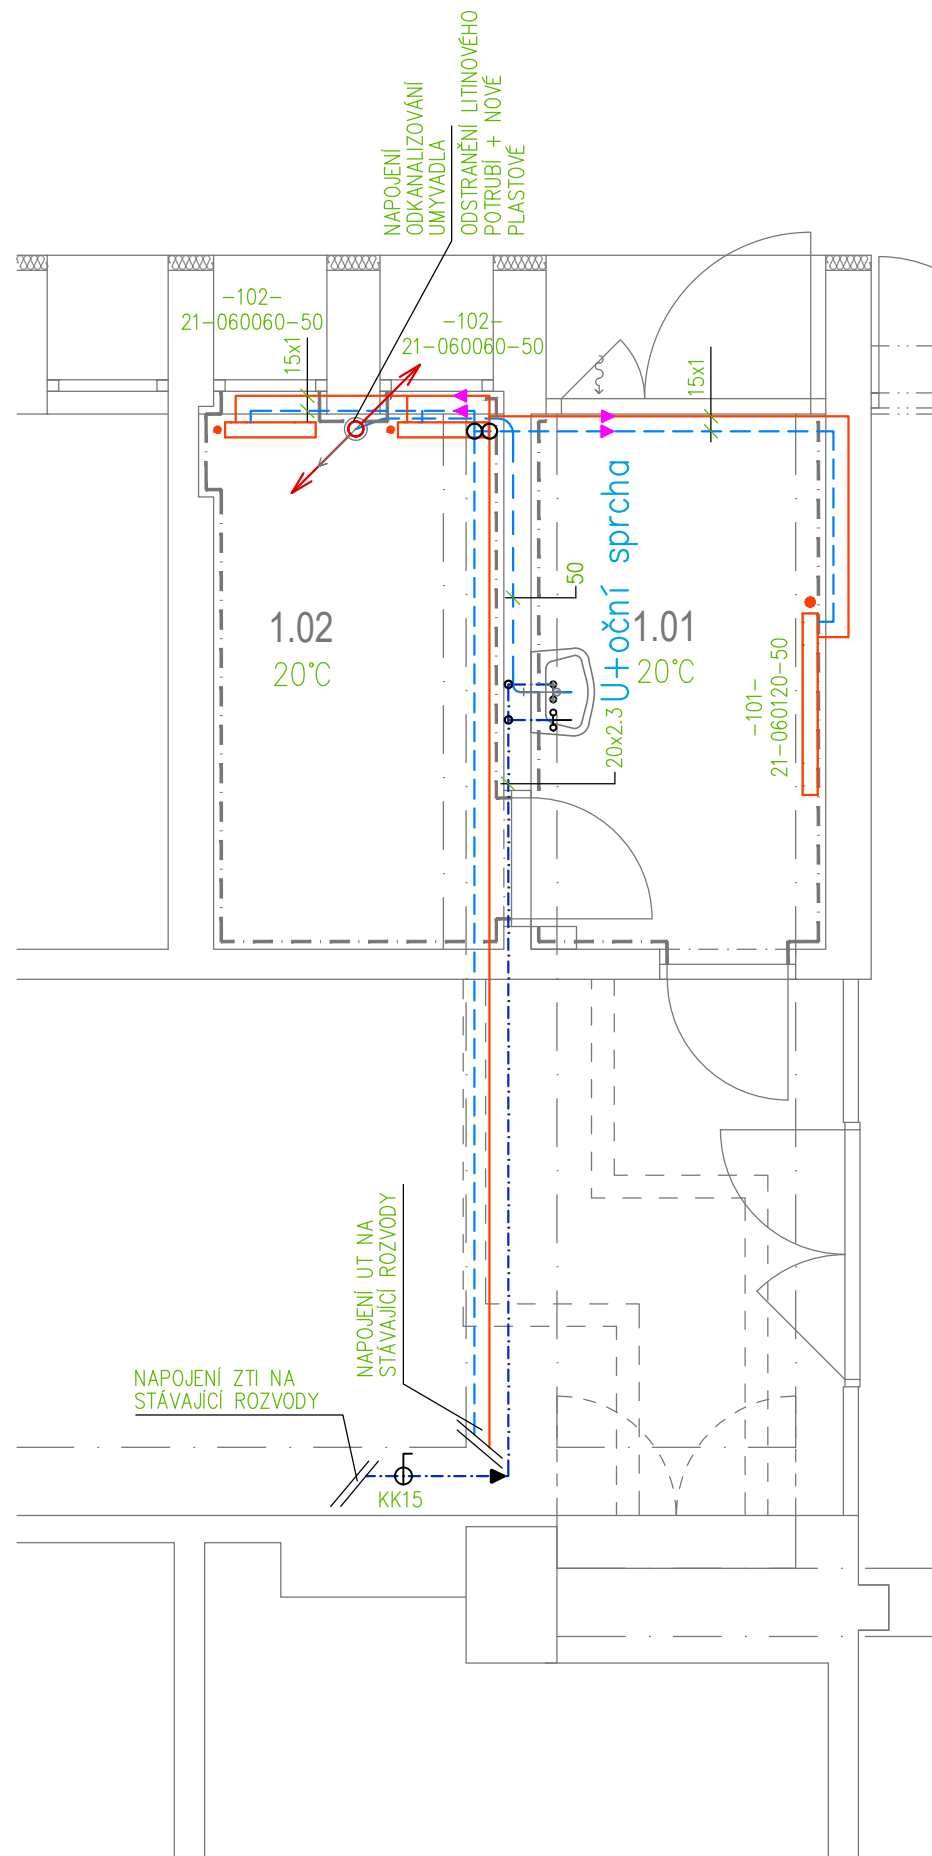 NAPOJENÍ
ODKANALIZOVÁNÍ
UMYVADLA
ODSTRANĚNÍ LITINOVÉHO
POTRUBÍ + NOVÉ
PLASTOVÉ
-102-
21-060060-50
-102-
21-060060-50
15x1
15x1
U+oční sprcha
50
1.02
20°C
1.01
20°C
-101-
21-060120-50
20x2.3
NAPOJENÍ UT NA
STÁVAJÍCÍ ROZVODY
NAPOJENÍ ZTI NA
STÁVAJÍCÍ ROZVODY
KK15